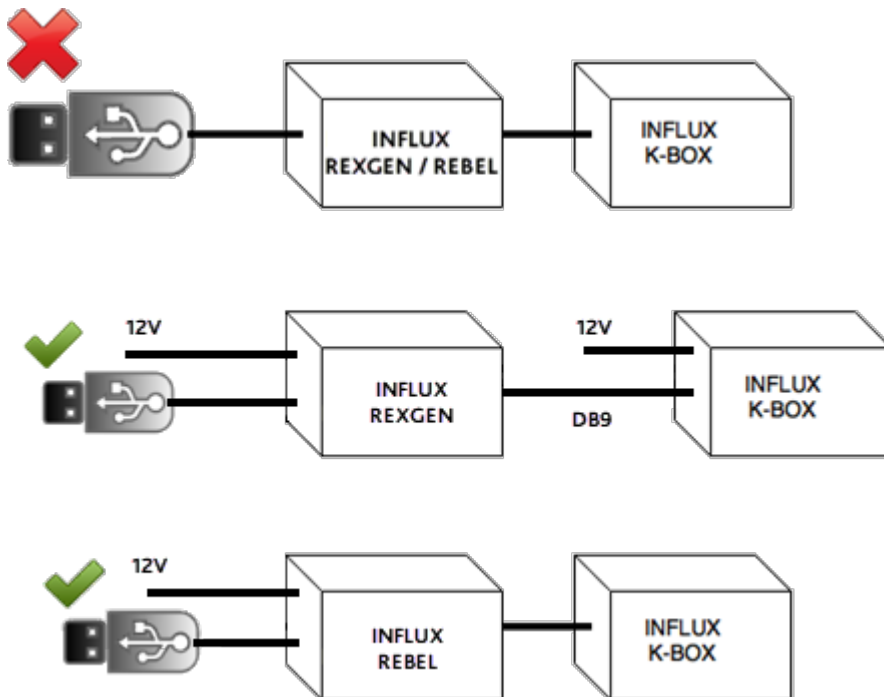 INFLUX
REXGEN / REBEL
INFLUX
K-BOX
12V
12V
INFLUX
REXGEN
DB9
INFLUX
K-BOX
12V
INFLUX
REBEL
INFLUX
K-BOX